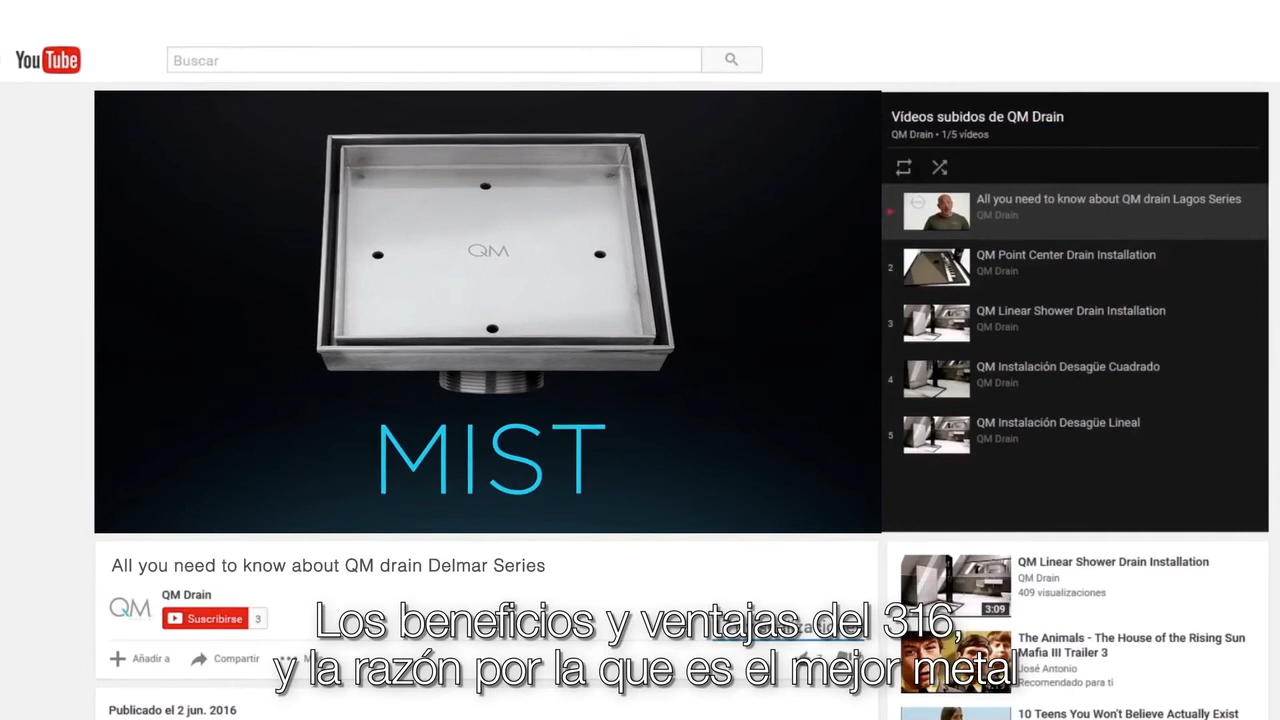 YouTube
Buscar
QM
MIST
Vídeos subidos de QM Drain
QM Drain • 1/5 vídeos
All you need to know about QM drain Lagos Series
QM Drain
2
QM Point Center Drain Installation
QM Drain
3
QM Linear Shower Drain Installation
QM Drain
4
QM Instalación Desagüe Cuadrado
QM Drain
5
QM Instalación Desagüe Lineal
QM Drain
All you need to know about QM drain Delmar Series
QM
QM Drain
Suscribirse 3
Añadir a
Compartir
Los beneficios y ventajas del 316,
y la razón por la que es el mejor metal
Publicado el 2 jun. 2016
QM Linear Shower Drain Installation
QM Drain
409 visualizaciones
3:09
The Animals - The House of the Rising Sun
Mafia III Trailer 3
José Antonio
Recomendado para ti
10 Teens You Won't Believe Actually Exist